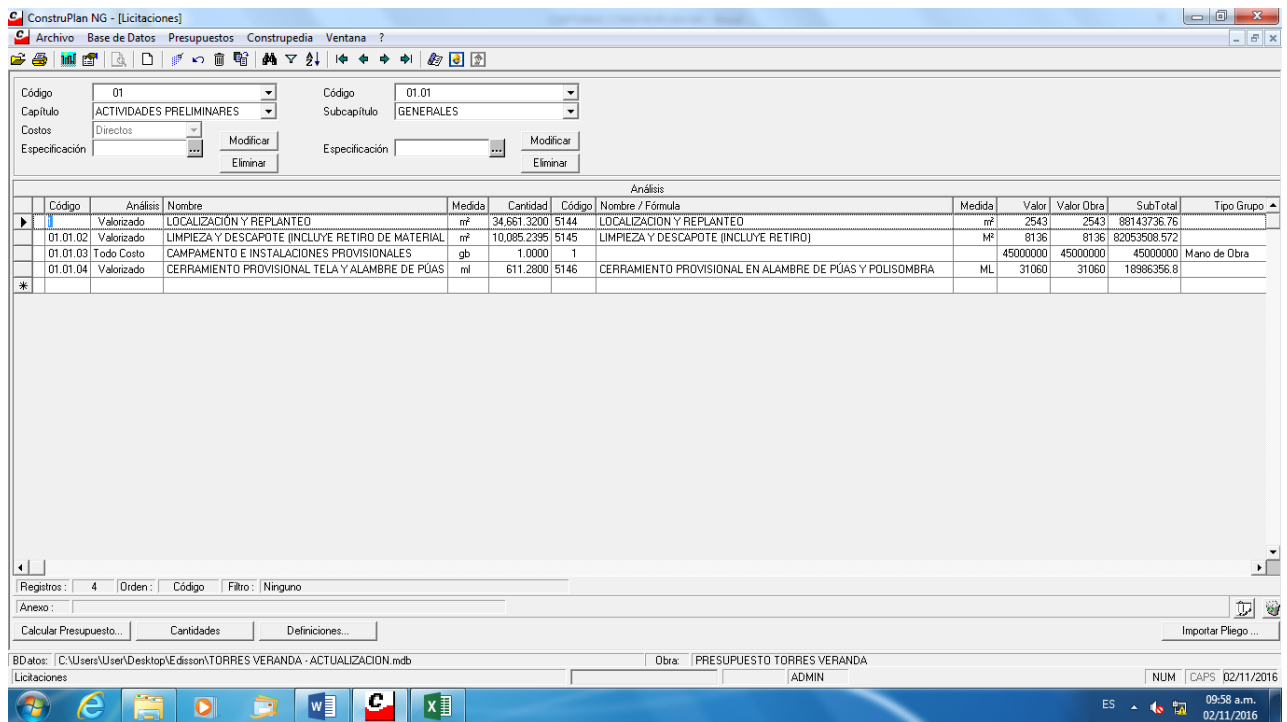 ConstruPlan NG - [Licitaciones]
Archivo Base de Datos Presupuestos Construpedia Ventana ?
Código 01 Código 01.01
Capítulo ACTIVIDADES PRELIMINARES Subcapítulo GENERALES
Costos Directos
Modificar Modificar
Especificación ... Especificación ...
Eliminar Eliminar
Análisis
Código Análisis Nombre Medida Cantidad Código Nombre / Fórmula Medida Valor Valor Obra SubTotal Tipo Grupo
1 Valorizado LOCALIZACIÓN Y REPLANTEO m² 34,661.3200 5144 LOCALIZACION Y REPLANTEO m² 2543 2543 88143736.76
01.01.02 Valorizado LIMPIEZA Y DESCAPOTE (INCLUYE RETIRO DE MATERIAL m² 10,085.2395 5145 LIMPIEZA Y DESCAPOTE (INCLUYE RETIRO) M² 8136 8136 82053508.572
01.01.03 Todo Costo CAMPAMENTO E INSTALACIONES PROVISIONALES gb 1.0000 1 45000000 45000000 45000000 Mano de Obra
01.01.04 Valorizado CERRAMIENTO PROVISIONAL TELA Y ALAMBRE DE PÚAS ml 611.2800 5146 CERRAMIENTO PROVISIONAL EN ALAMBRE DE PÚAS Y POLISOMBRA ML 31060 31060 18986356.8
Registros : 4 Orden : Código Filtro : Ninguno
Anexo :
Calcular Presupuesto... Cantidades Definiciones... Importar Pliego ...
BDatos: C:\Users\User\Desktop\Edisson\TORRES VERANDA - ACTUALIZACION.mdb Obra: PRESUPUESTO TORRES VERANDA
Licitaciones ADMIN NUM CAPS 02/11/2016
ES 09:58 a.m.
02/11/2016